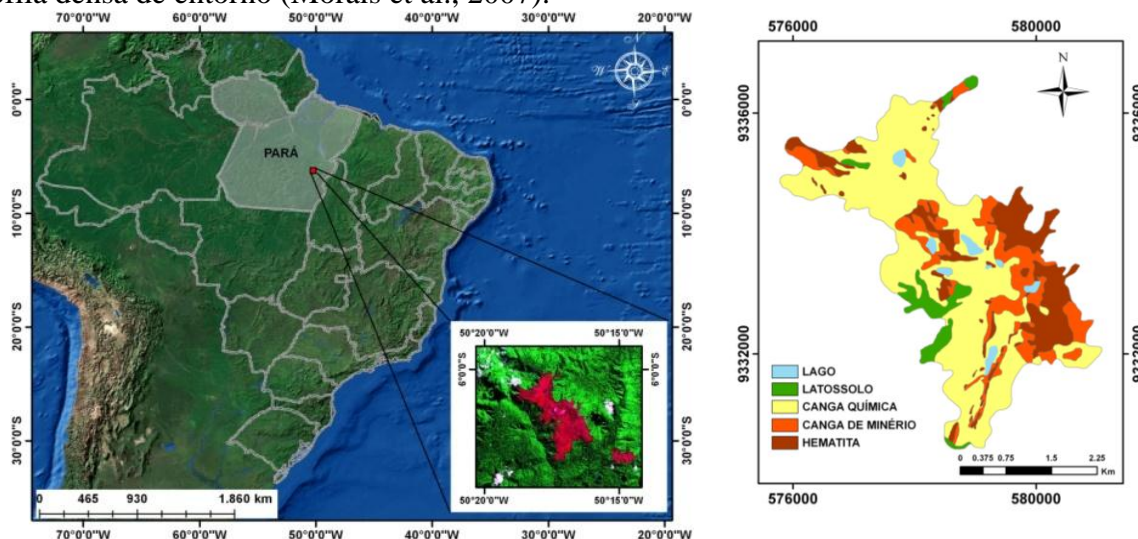 de entorno (Morais et al., 2007).
70°0'0"W 60°0'0"W 50°0'0"W 40°0'0"W 30°0'0"W 20°0'0"W
0°0'0"
10°0'0"S
20°0'0"S
30°0'0"S
PARÁ
0°0'0"
10°0'0"S
20°0'0"S
30°0'0"S
50°20'0"W 50°15'0"W
6°0'0"S
6°0'0"S
50°20'0"W 50°15'0"W
0 465 930 1.860 km
70°0'0"W 60°0'0"W 50°0'0"W 40°0'0"W 30°0'0"W 20°0'0"W
576000 580000
N
9336000
9336000
9332000
9332000
LAGO
LATOSSOLO
CANGA QUÍMICA
CANGA DE MINÉRIO
HEMATITA
0 0.375 0.75 1.5 2.25
Km
576000 580000